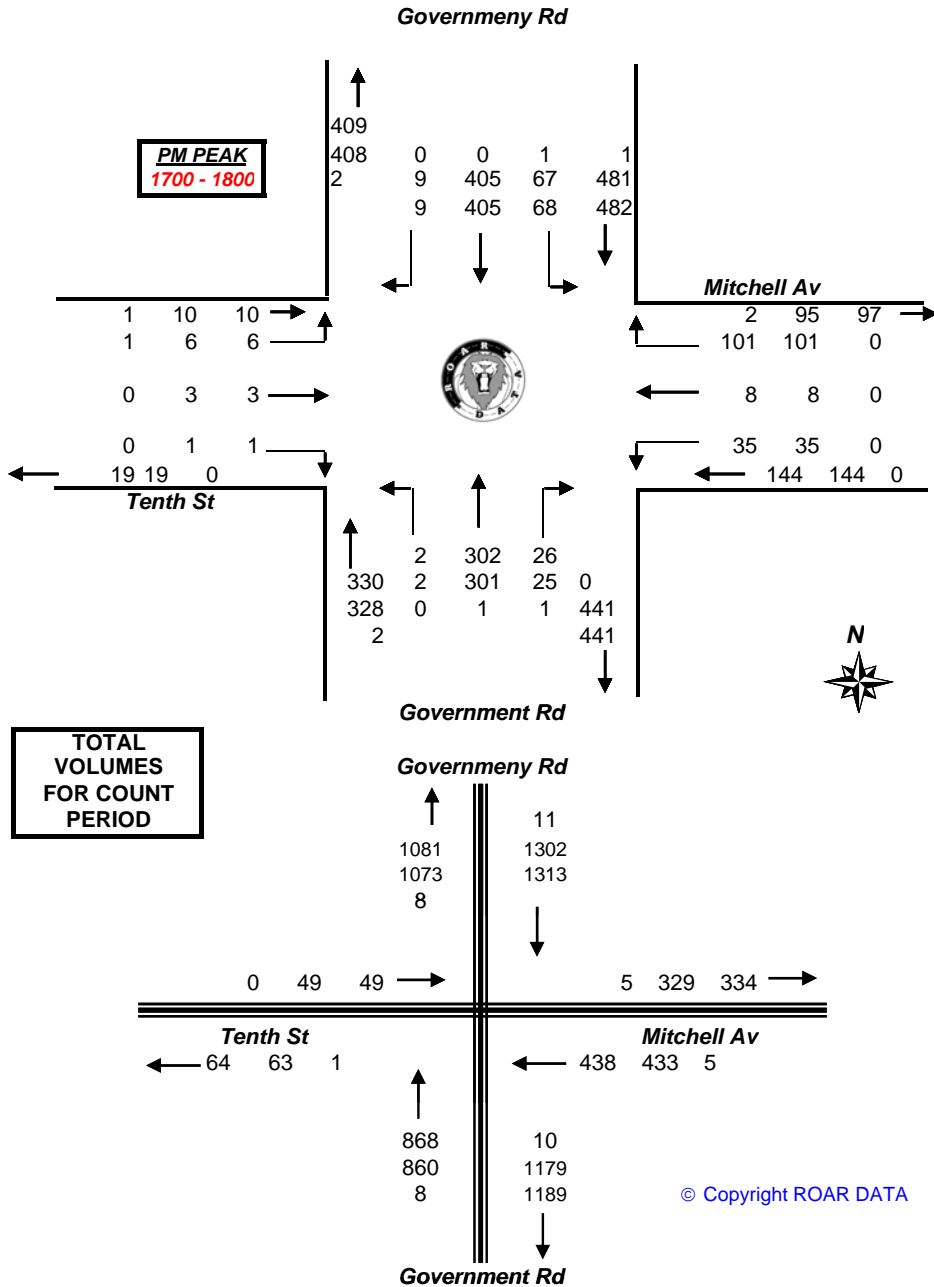 Governmeny Rd
409
PM PEAK
408 0 0 1 1
1700 - 1800
2 9 405 67 481
9 405 68 482
Mitchell Av
1 10 10
2 95 97
1 6 6
101 101 0
ROAR DATA
0 3 3
8 8 0
0 1 1
35 35 0
19 19 0
144 144 0
Tenth St
2 302 26
330 2 301 25 0
328 0 1 1 441
2 441
N
Government Rd
TOTAL
VOLUMES
FOR COUNT
PERIOD
Governmeny Rd
11
1081 1302
1073 1313
8
0 49 49
5 329 334
Tenth St
Mitchell Av
64 63 1
438 433 5
868 10
860 1179
8 1189
© Copyright ROAR DATA
Government Rd